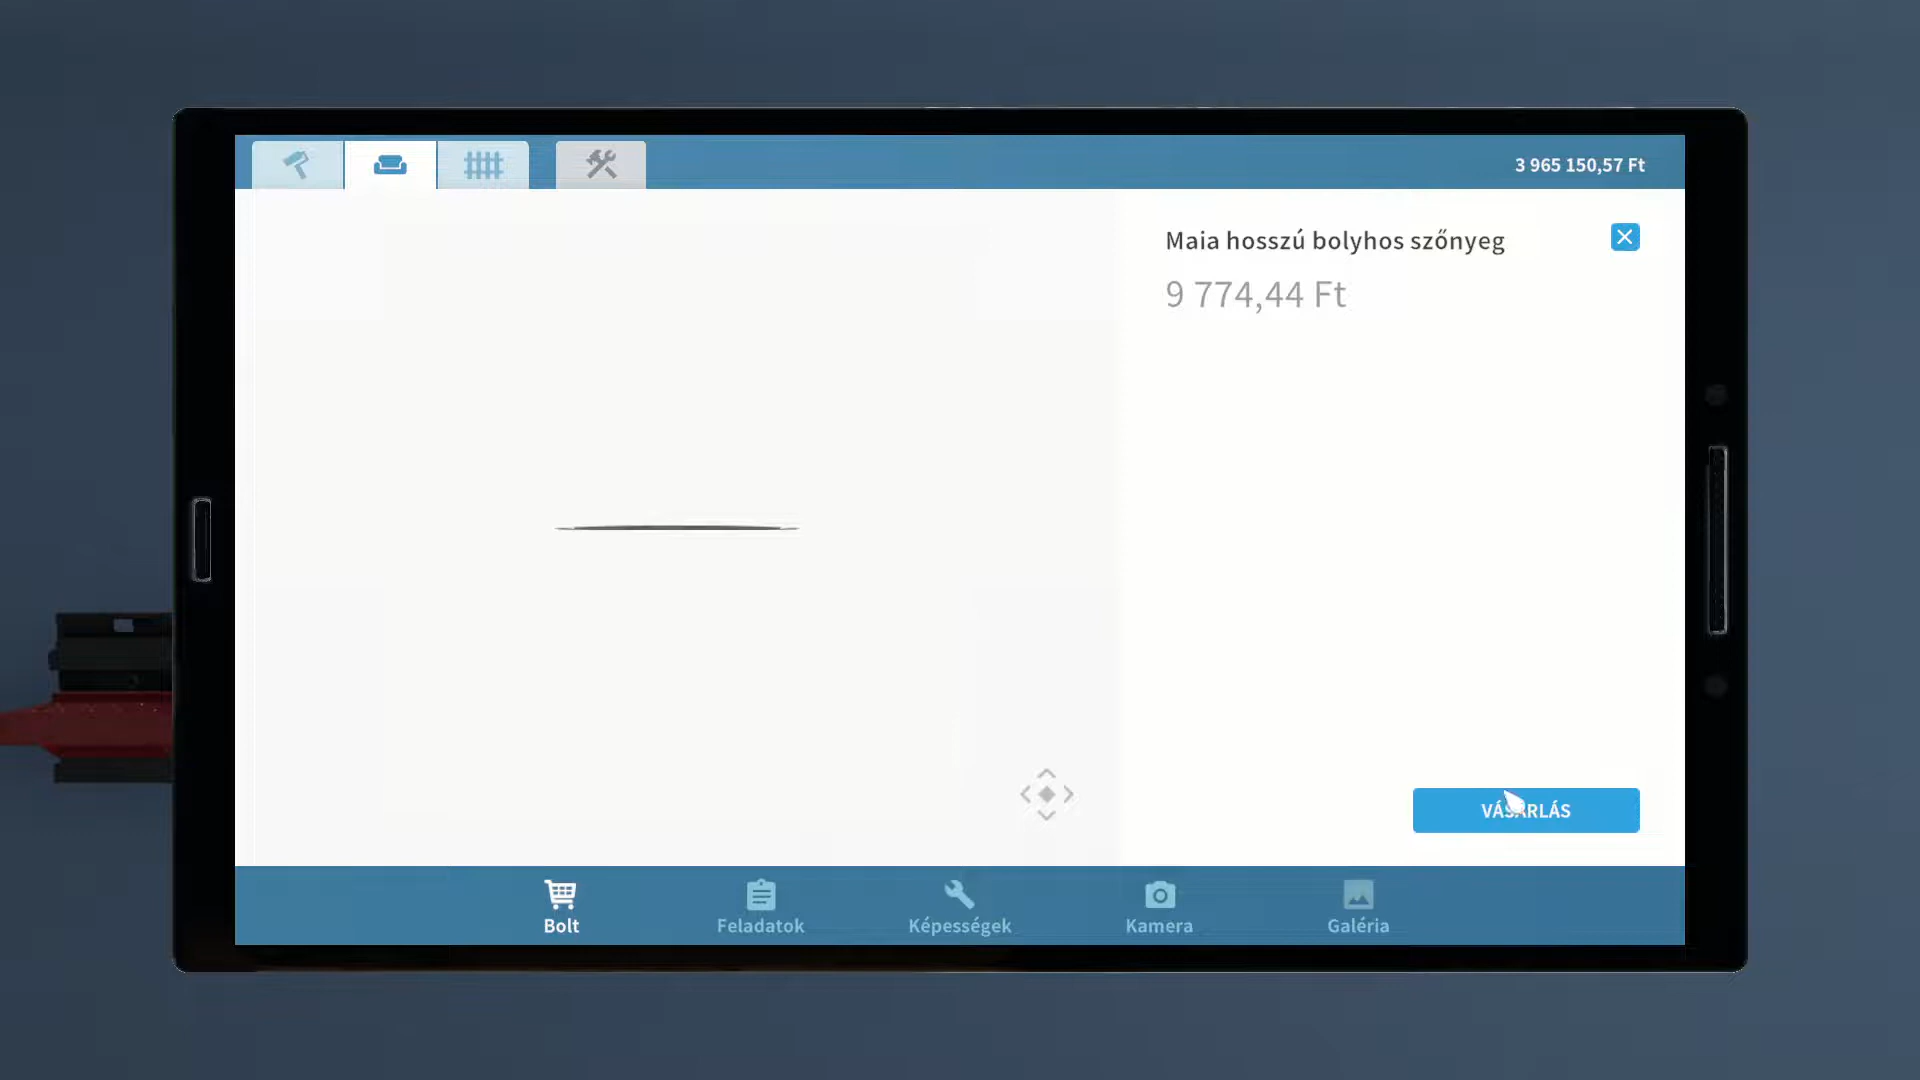 3 965 150,57 Ft
Maia hosszú bolyhos szőnyeg
9 774,44 Ft
VÁSÁRLÁS
Bolt
Feladatok
Képességek
Kamera
Galéria